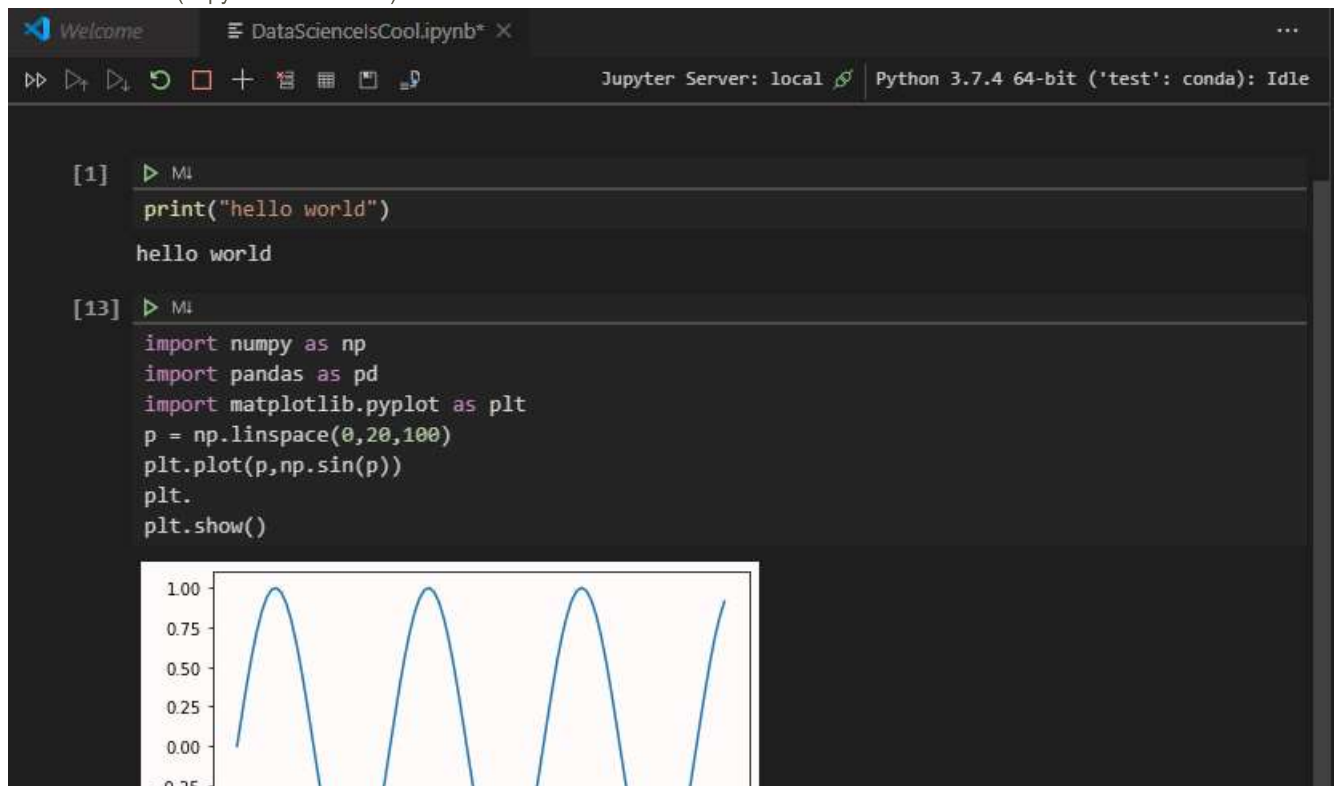 Welcome
DataScienceIsCool.ipynb*
Jupyter Server: local
Python 3.7.4 64-bit ('test': conda): Idle
[1]
M↓
print("hello world")
hello world
[13]
M↓
import numpy as np
import pandas as pd
import matplotlib.pyplot as plt
p = np.linspace(0,20,100)
plt.plot(p,np.sin(p))
plt.
plt.show()
1.00
0.75
0.50
0.25
0.00